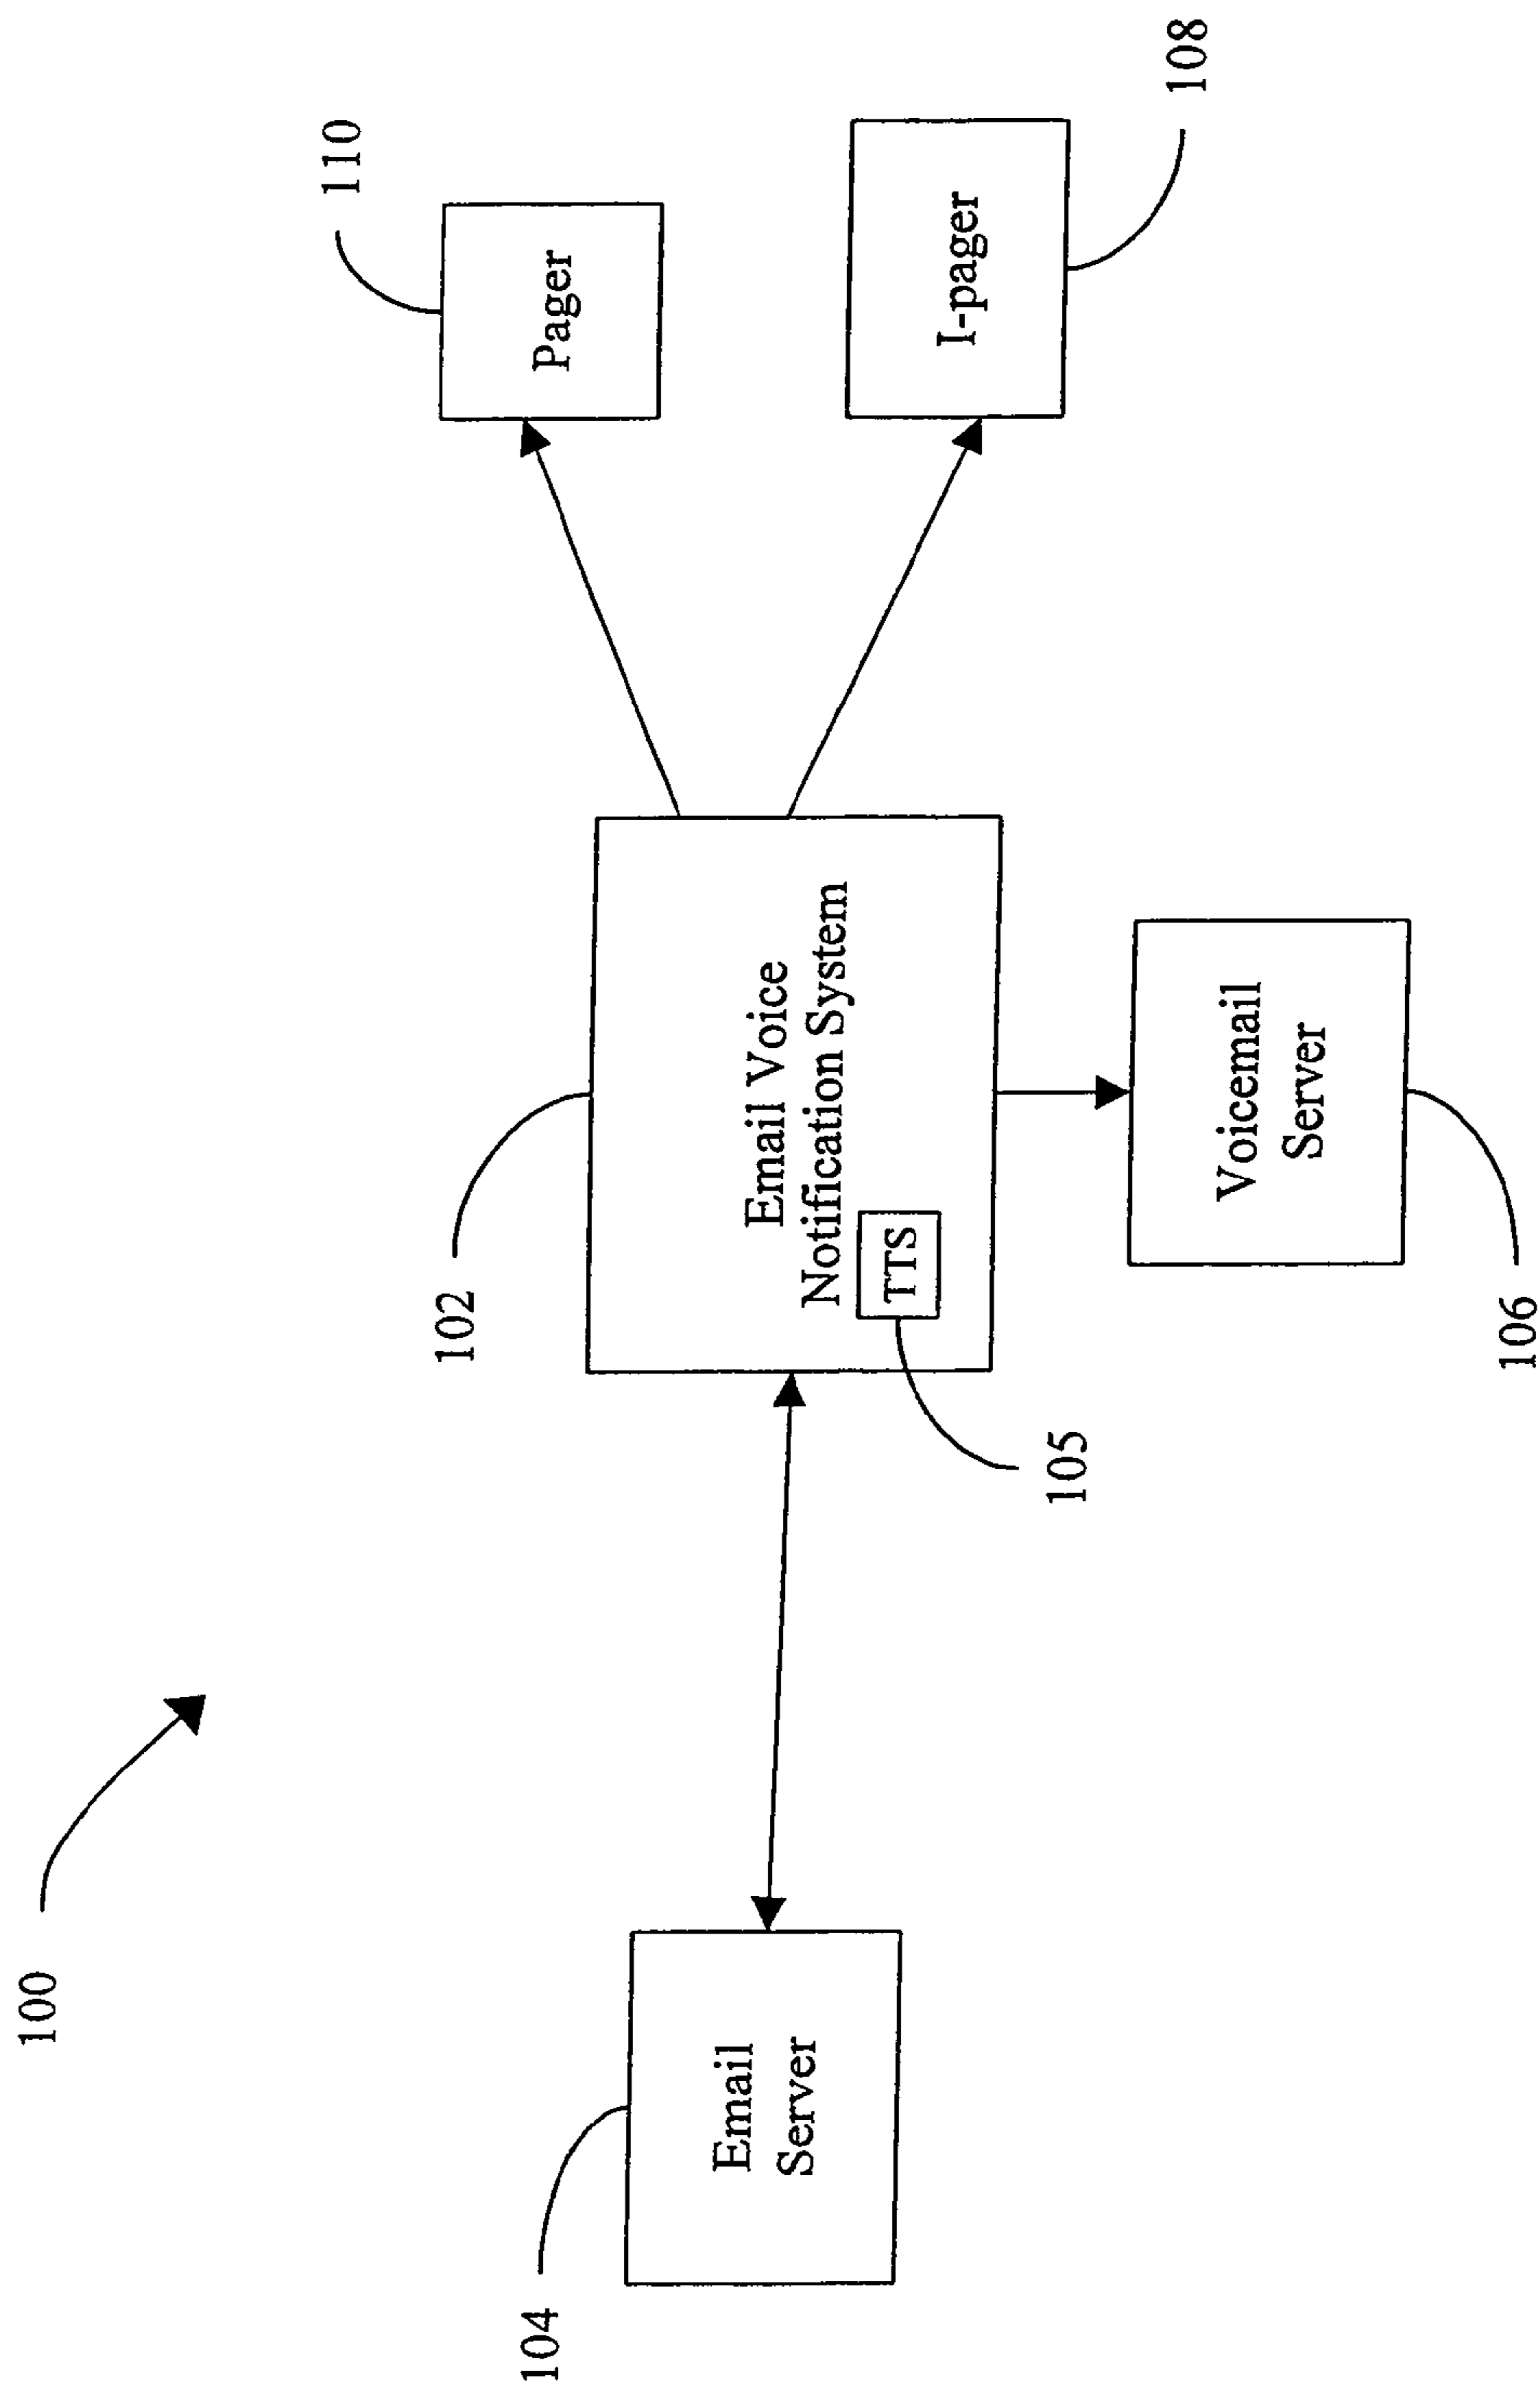 100
110
Pager
102
104
Email
Server
Email Voice
Notification System
TTS
105
I-pager
108
Voicemail
Server
106